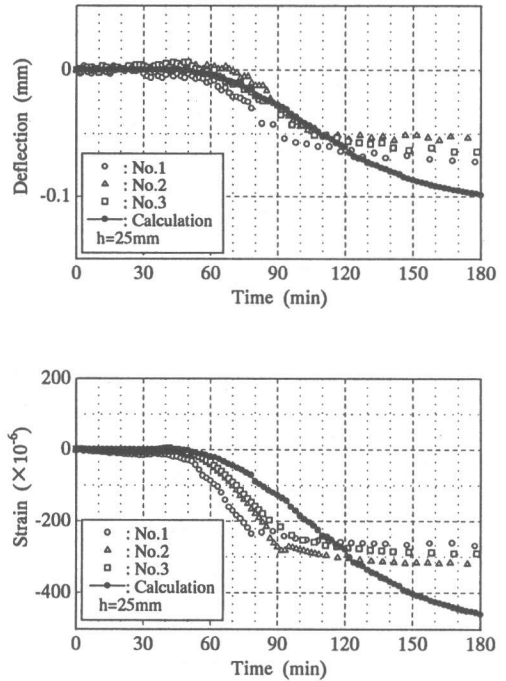 0
-0.1
Deflection (mm)
: No.1
: No.2
: No.3
: Calculation
h=25mm
0 30 60 90 120 150 180
Time (min)
200
0
-200
-400
Strain (×10-6)
: No.1
: No.2
: No.3
: Calculation
h=25mm
0 30 60 90 120 150 180
Time (min)